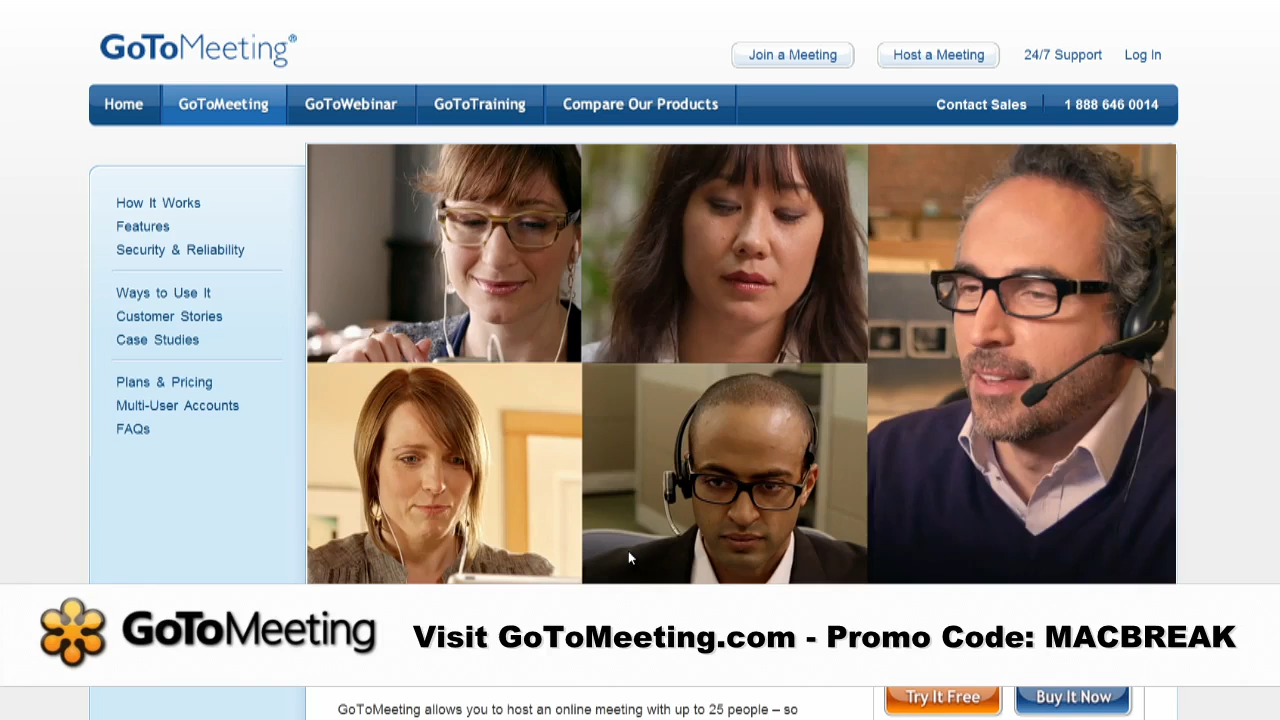 GoToMeeting®
Join a Meeting
Host a Meeting
24/7 Support
Log In
Home
GoToMeeting
GoToWebinar
GoToTraining
Compare Our Products
Contact Sales
1 888 646 0014
How It Works
Features
Security & Reliability
Ways to Use It
Customer Stories
Case Studies
Plans & Pricing
Multi-User Accounts
FAQs
GoToMeeting
Visit GoToMeeting.com - Promo Code: MACBREAK
Try It Free
Buy It Now
GoToMeeting allows you to host an online meeting with up to 25 people – so